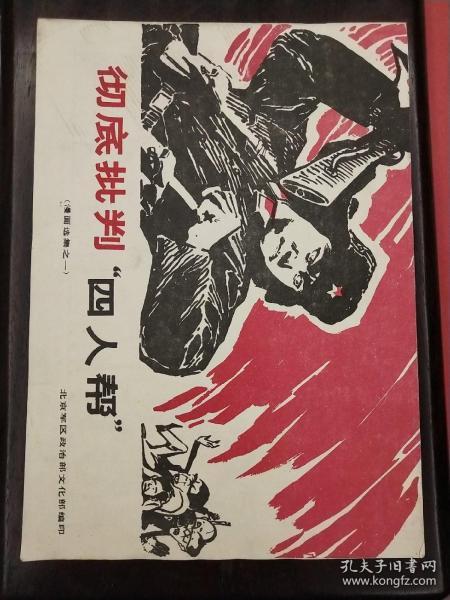 彻底批判“四人帮”
（漫画选集之一）
北京军区政治部文化部编印
孔夫子旧书网
www.kongfz.com